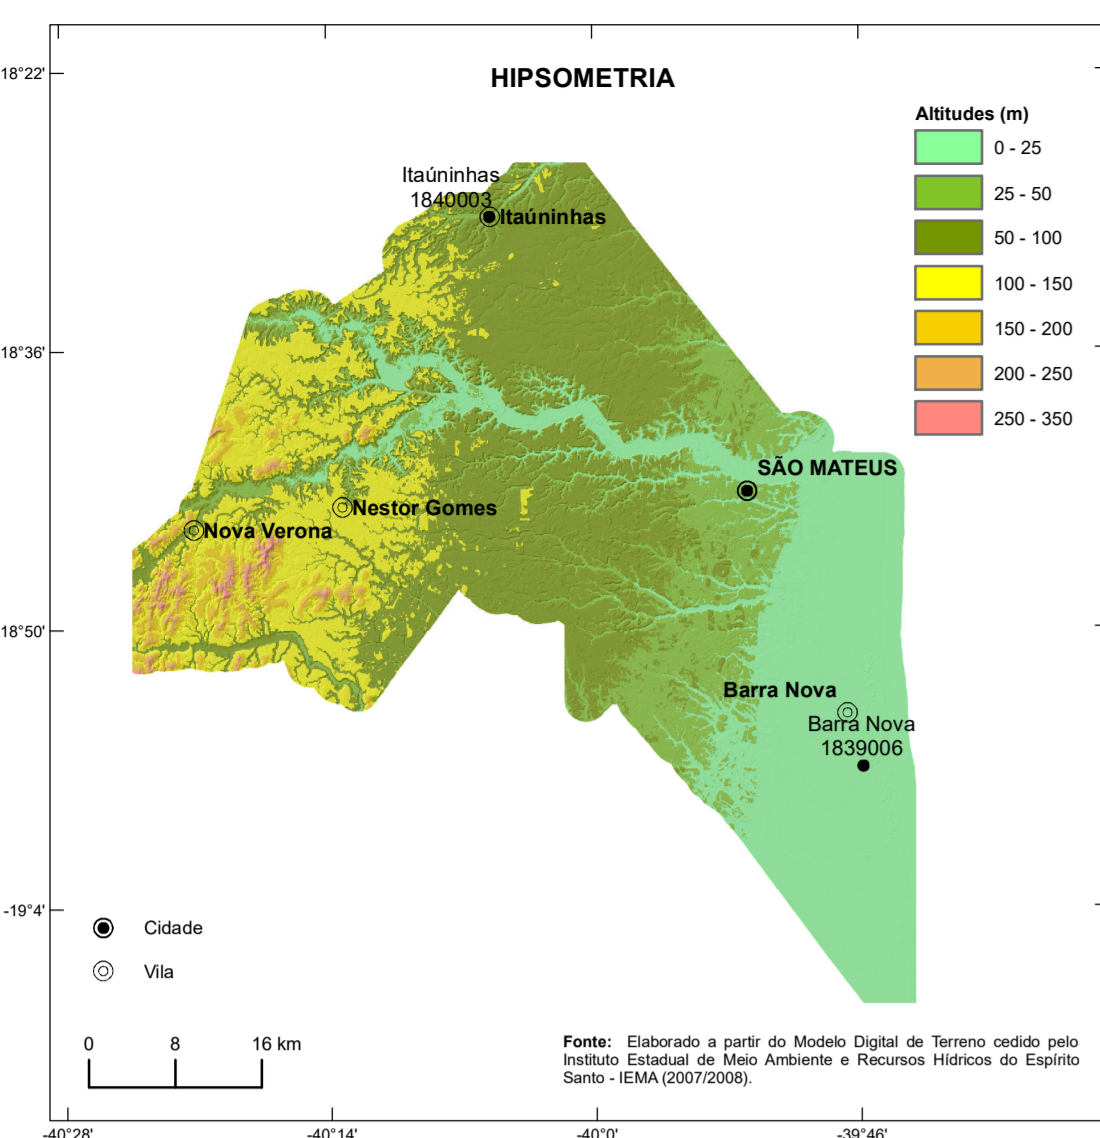 HIPSOMETRIA
18°22'
18°36'
18°50'
-19°4'
Altitudes (m)
0 - 25
25 - 50
50 - 100
100 - 150
150 - 200
200 - 250
250 - 350
Itaúninhas
1840003
Itaúninhas
SÃO MATEUS
Nestor Gomes
Nova Verona
Barra Nova
Barra Nova
1839006
Cidade
Vila
0 8 16 km
Fonte: Elaborado a partir do Modelo Digital de Terreno cedido pelo
Instituto Estadual de Meio Ambiente e Recursos Hídricos do Espírito
Santo - IEMA (2007/2008).
-40°28' -40°14' -40°0' -39°46'